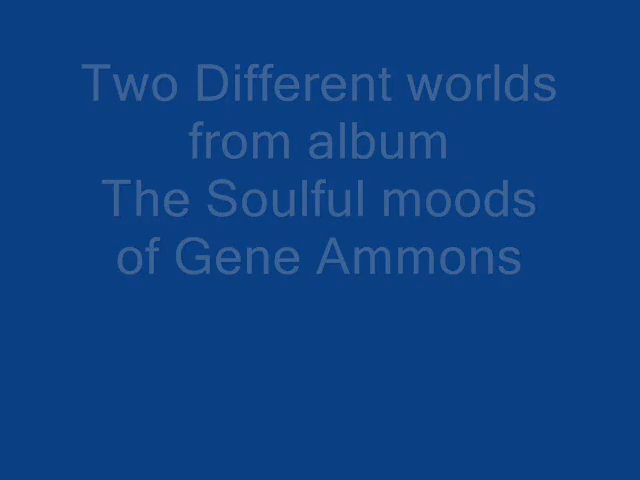 Two Different worlds
from album
The Soulful moods
of Gene Ammons